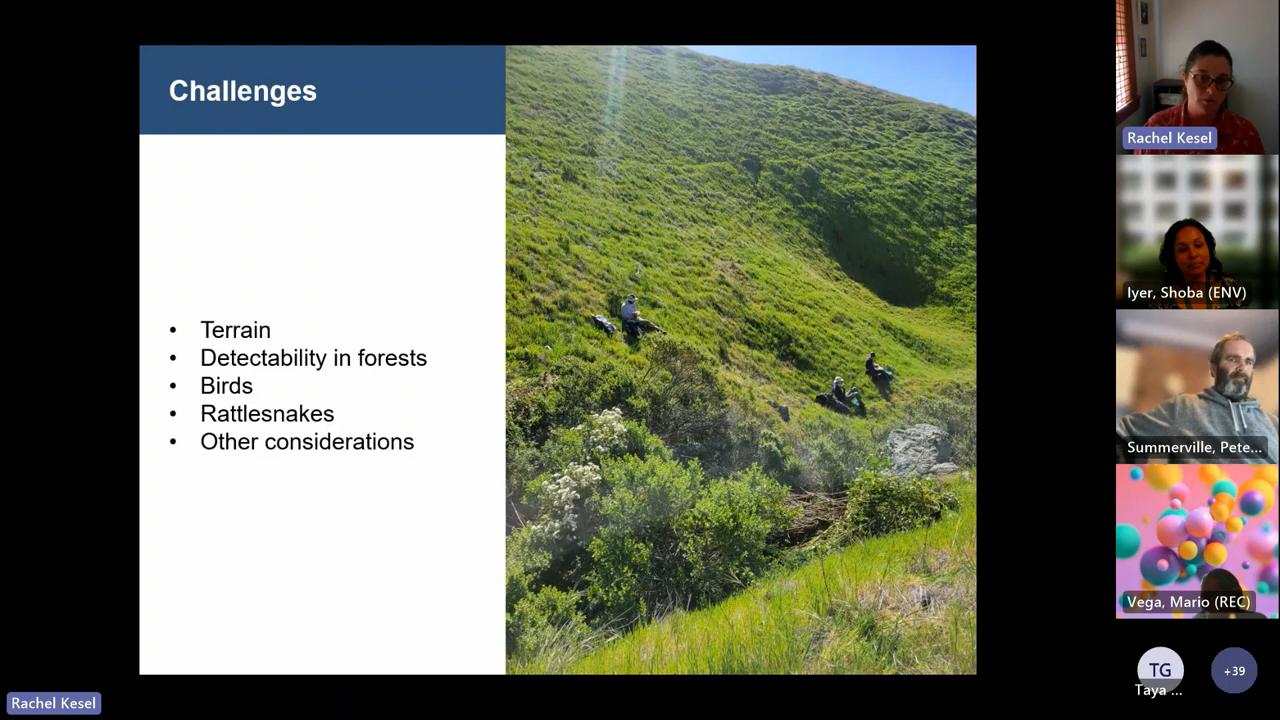 Challenges
• Terrain
• Detectability in forests
• Birds
• Rattlesnakes
• Other considerations
Rachel Kesel
Iyer, Shoba (ENV)
Summerville, Pete...
Vega, Mario (REC)
TG
Taya ...
+39
Rachel Kesel